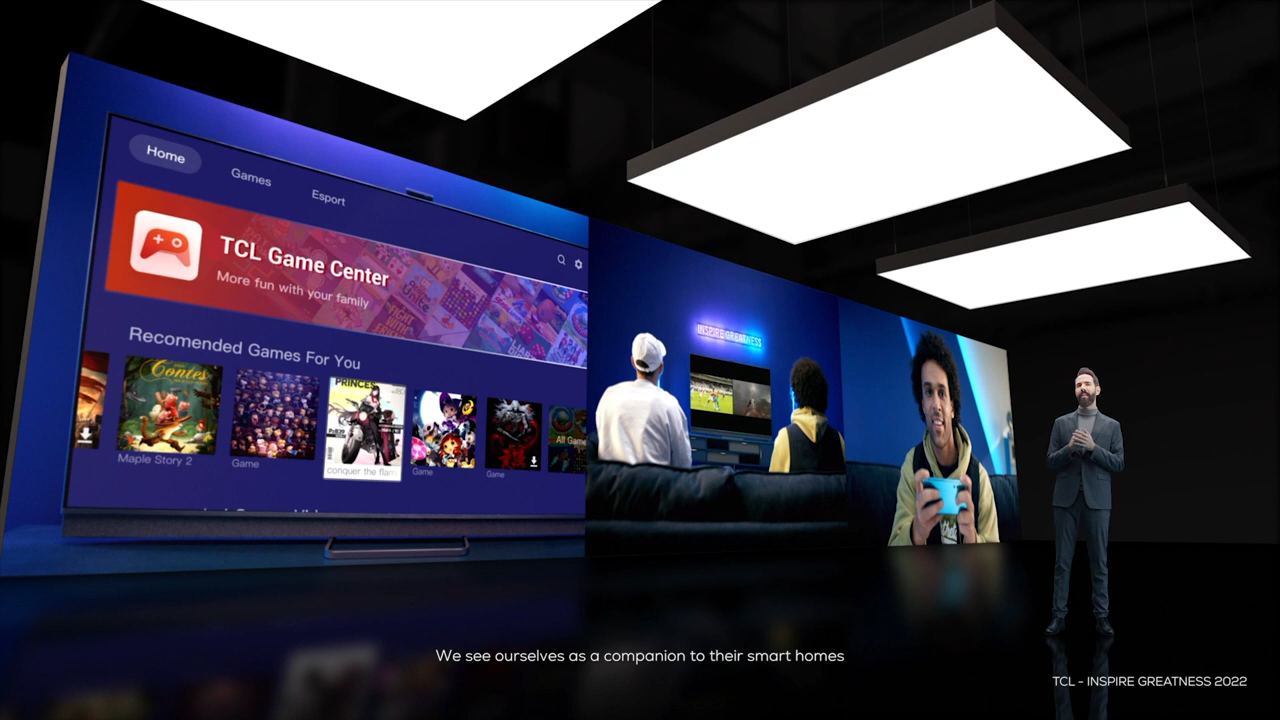 Home
Games
Esport
TCL Game Center
More fun with your family
Recomended Games For You
Contes
PRINCES
conquer the flam
All Game
Maple Story 2
Game
Game
Game
INSPIRE GREATNESS
We see ourselves as a companion to their smart homes
TCL - INSPIRE GREATNESS 2022